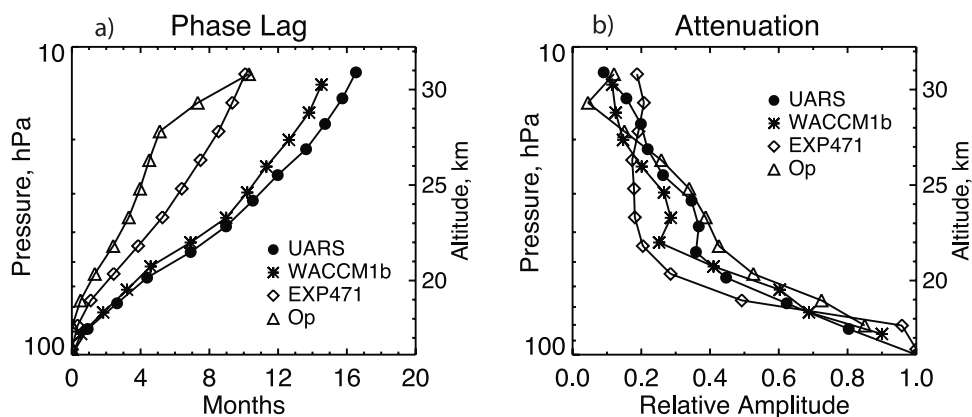 a) Phase Lag
10
100
Pressure, hPa
30
25
20
Altitude, km
UARS
WACCM1b
EXP471
Op
0 4 8 12 16 20
Months
b) Attenuation
10
100
Pressure, hPa
30
25
20
Altitude, km
UARS
WACCM1b
EXP471
Op
0.0 0.2 0.4 0.6 0.8 1.0
Relative Amplitude